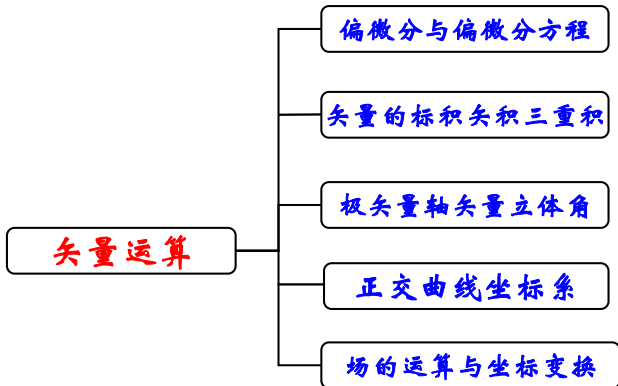 偏微分与偏微分方程
矢量的标积矢积三重积
极矢量轴矢量立体角
矢量运算
正交曲线坐标系
场的运算与坐标变换